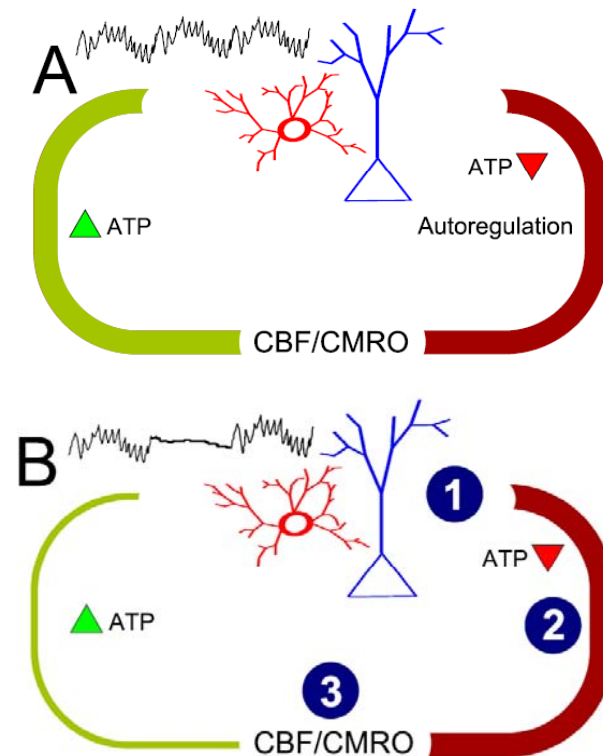 A
ATP
ATP
Autoregulation
CBF/CMRO
B
1
ATP
ATP
2
3
CBF/CMRO